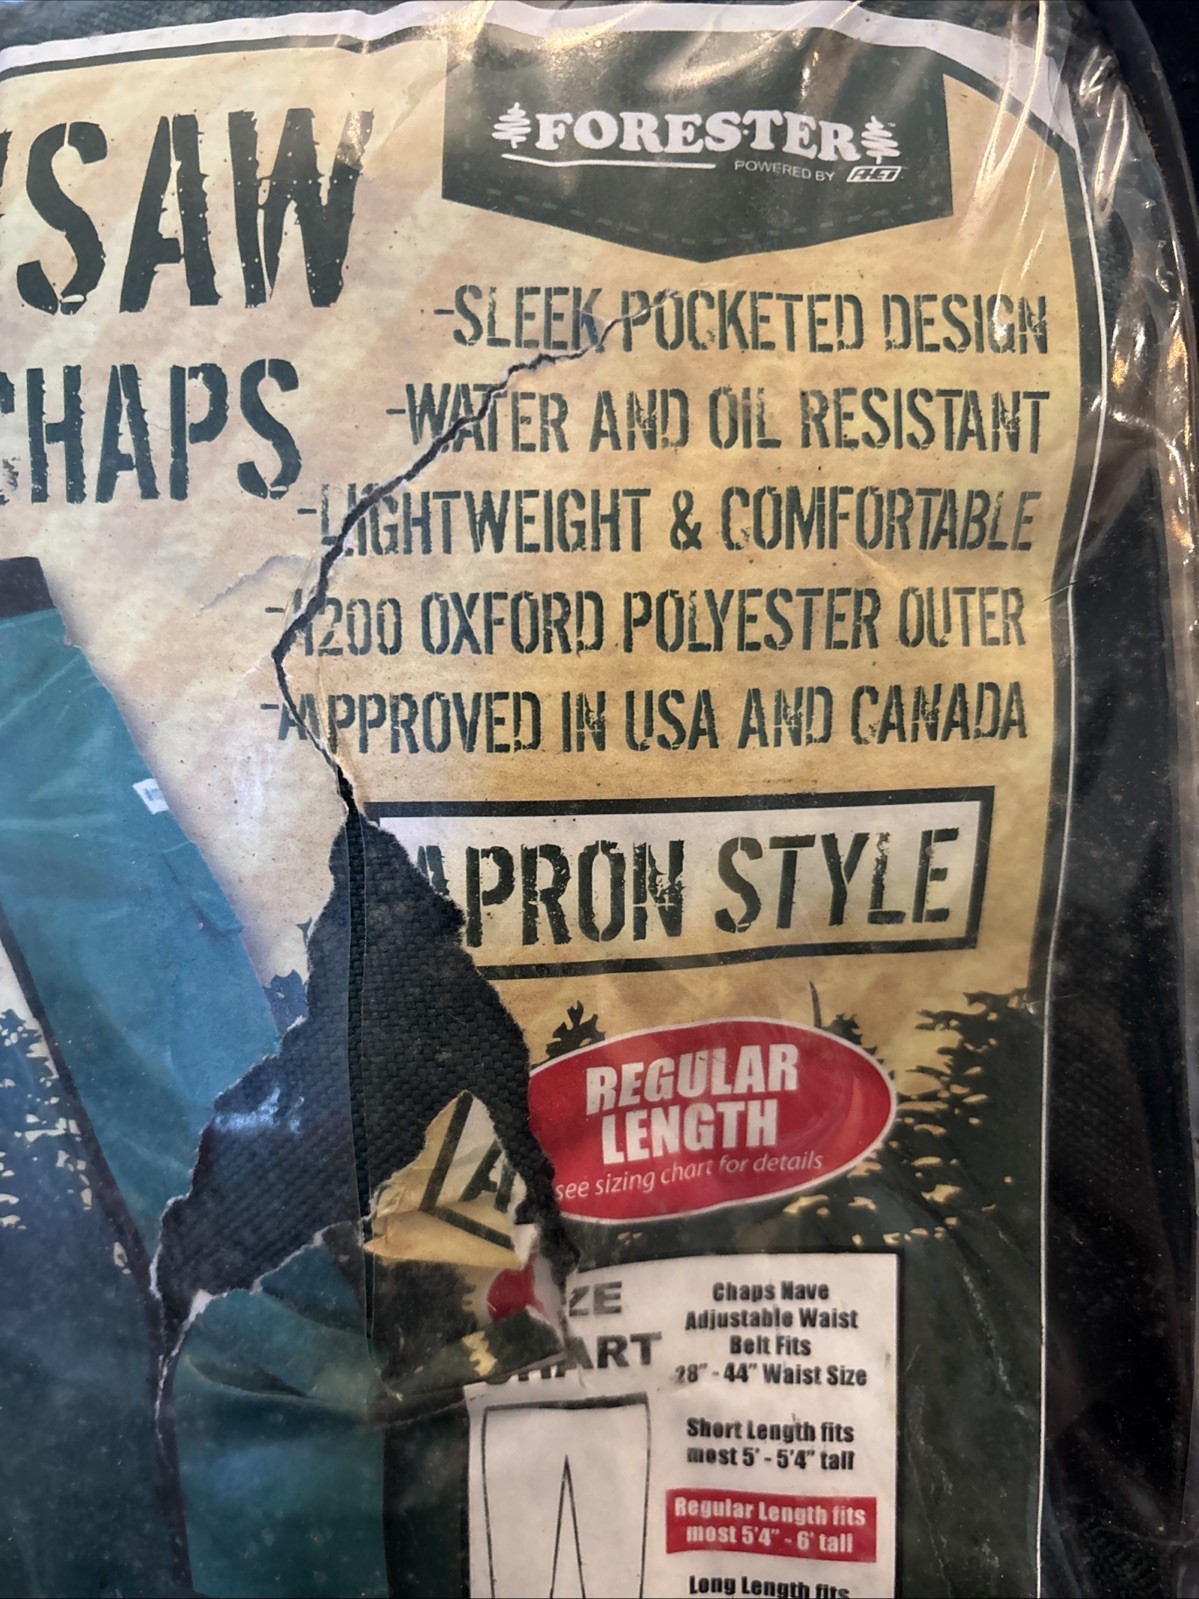 SAW
CHAPS
FORESTER
POWERED BY
-SLEEK POCKETED DESIGN
-WATER AND OIL RESISTANT
-LIGHTWEIGHT & COMFORTABLE
-1200 OXFORD POLYESTER OUTER
-APPROVED IN USA AND CANADA
APRON STYLE
REGULAR
LENGTH
see sizing chart for details
A
ZE
ART
Chaps Have
Adjustable Waist
Belt Fits
28" - 44" Waist Size
Short Length fits
most 5' - 5'4" tall
Regular Length fits
most 5'4" - 6' tall
Long Length fits